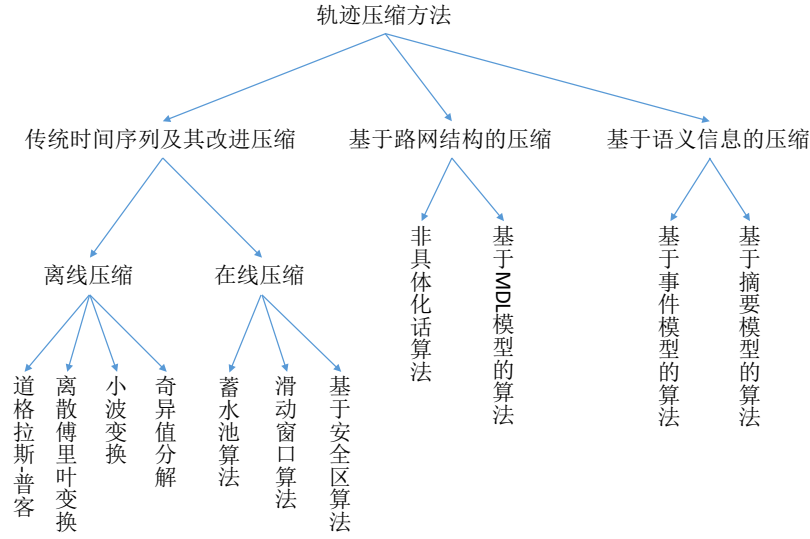 轨迹压缩方法
传统时间序列及其改进压缩
基于路网结构的压缩
基于语义信息的压缩
离线压缩
在线压缩
非具体化话算法
基于MDL模型的算法
基于事件模型的算法
基于摘要模型的算法
道格拉斯-普客
离散傅里叶变换
小波变换
奇异值分解
蓄水池算法
滑动窗口算法
基于安全区算法